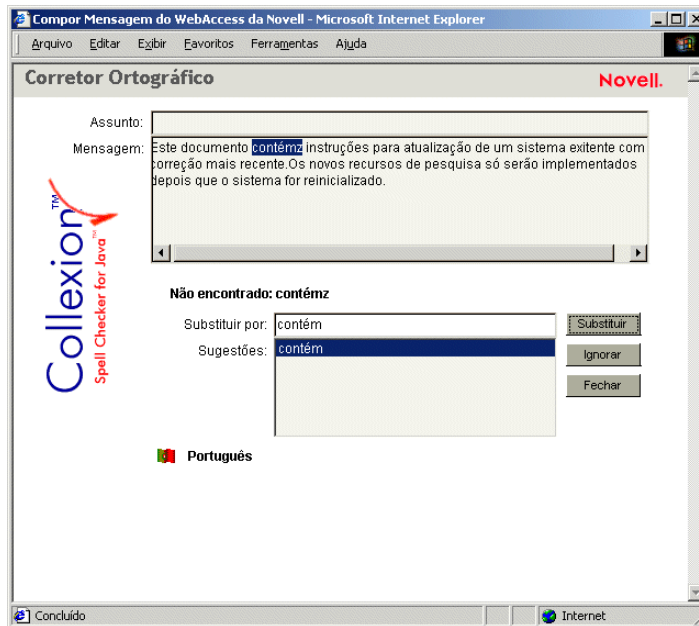 Compor Mensagem do WebAccess da Novell - Microsoft Internet Explorer
Arquivo Editar Exibir Favoritos Ferramentas Ajuda
Corretor Ortográfico
Novell.
Assunto:
Mensagem:
Este documento contémz instruções para atualização de um sistema exitente com
correção mais recente.Os novos recursos de pesquisa só serão implementados
depois que o sistema for reinicializado.
Collexion™
Spell Checker for Java™
Não encontrado: contémz
Substituir por: contém
Substituir
Sugestões: contém
Ignorar
Fechar
Português
Concluído
Internet